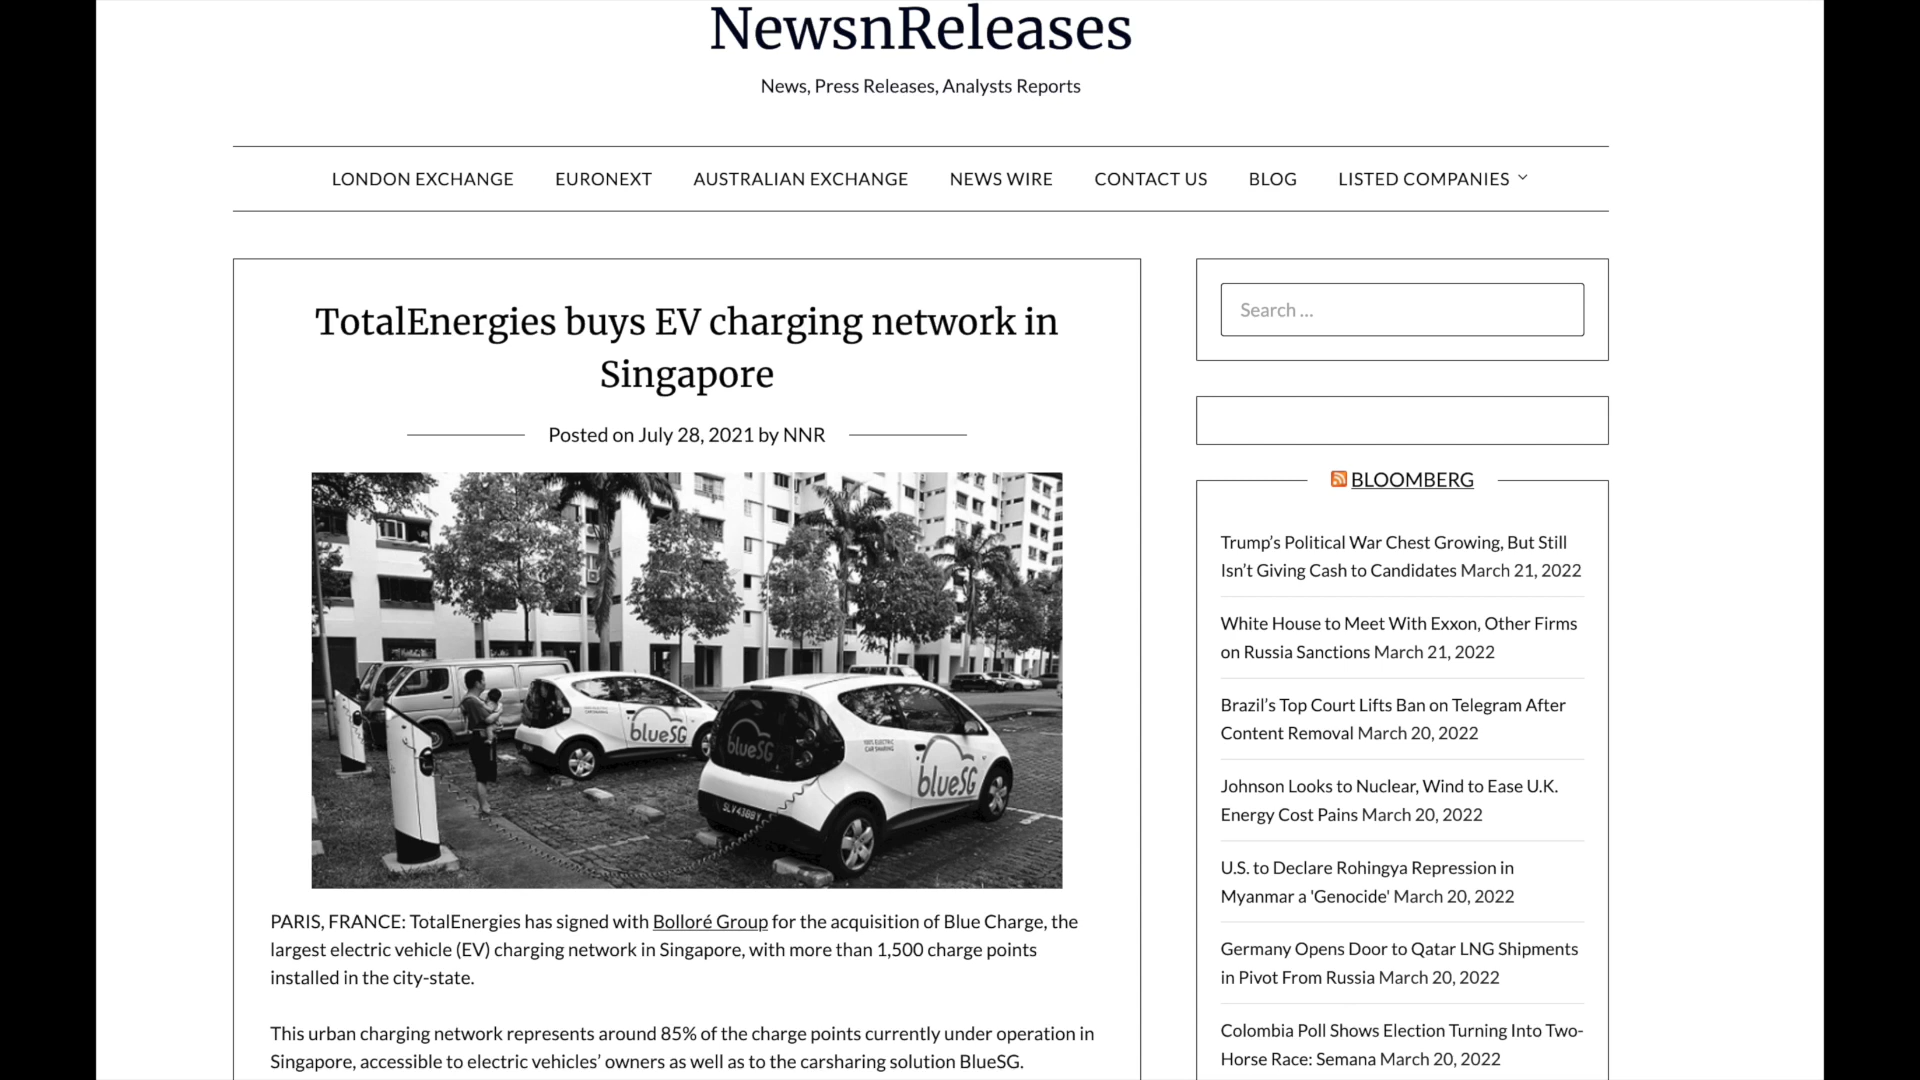 NewsnReleases
News, Press Releases, Analysts Reports
LONDON EXCHANGE EURONEXT AUSTRALIAN EXCHANGE NEWS WIRE CONTACT US BLOG LISTED COMPANIES
TotalEnergies buys EV charging network in
Singapore
Posted on July 28, 2021 by NNR
blueSG
blueSG
100% ELECTRIC
CAR SHARING
blueSG
PARIS, FRANCE: TotalEnergies has signed with Bolloré Group for the acquisition of Blue Charge, the
largest electric vehicle (EV) charging network in Singapore, with more than 1,500 charge points
installed in the city-state.
This urban charging network represents around 85% of the charge points currently under operation in
Singapore, accessible to electric vehicles’ owners as well as to the carsharing solution BlueSG.
Search ...
BLOOMBERG
Trump’s Political War Chest Growing, But Still
Isn’t Giving Cash to Candidates March 21, 2022
White House to Meet With Exxon, Other Firms
on Russia Sanctions March 21, 2022
Brazil’s Top Court Lifts Ban on Telegram After
Content Removal March 20, 2022
Johnson Looks to Nuclear, Wind to Ease U.K.
Energy Cost Pains March 20, 2022
U.S. to Declare Rohingya Repression in
Myanmar a 'Genocide' March 20, 2022
Germany Opens Door to Qatar LNG Shipments
in Pivot From Russia March 20, 2022
Colombia Poll Shows Election Turning Into Two-
Horse Race: Semana March 20, 2022